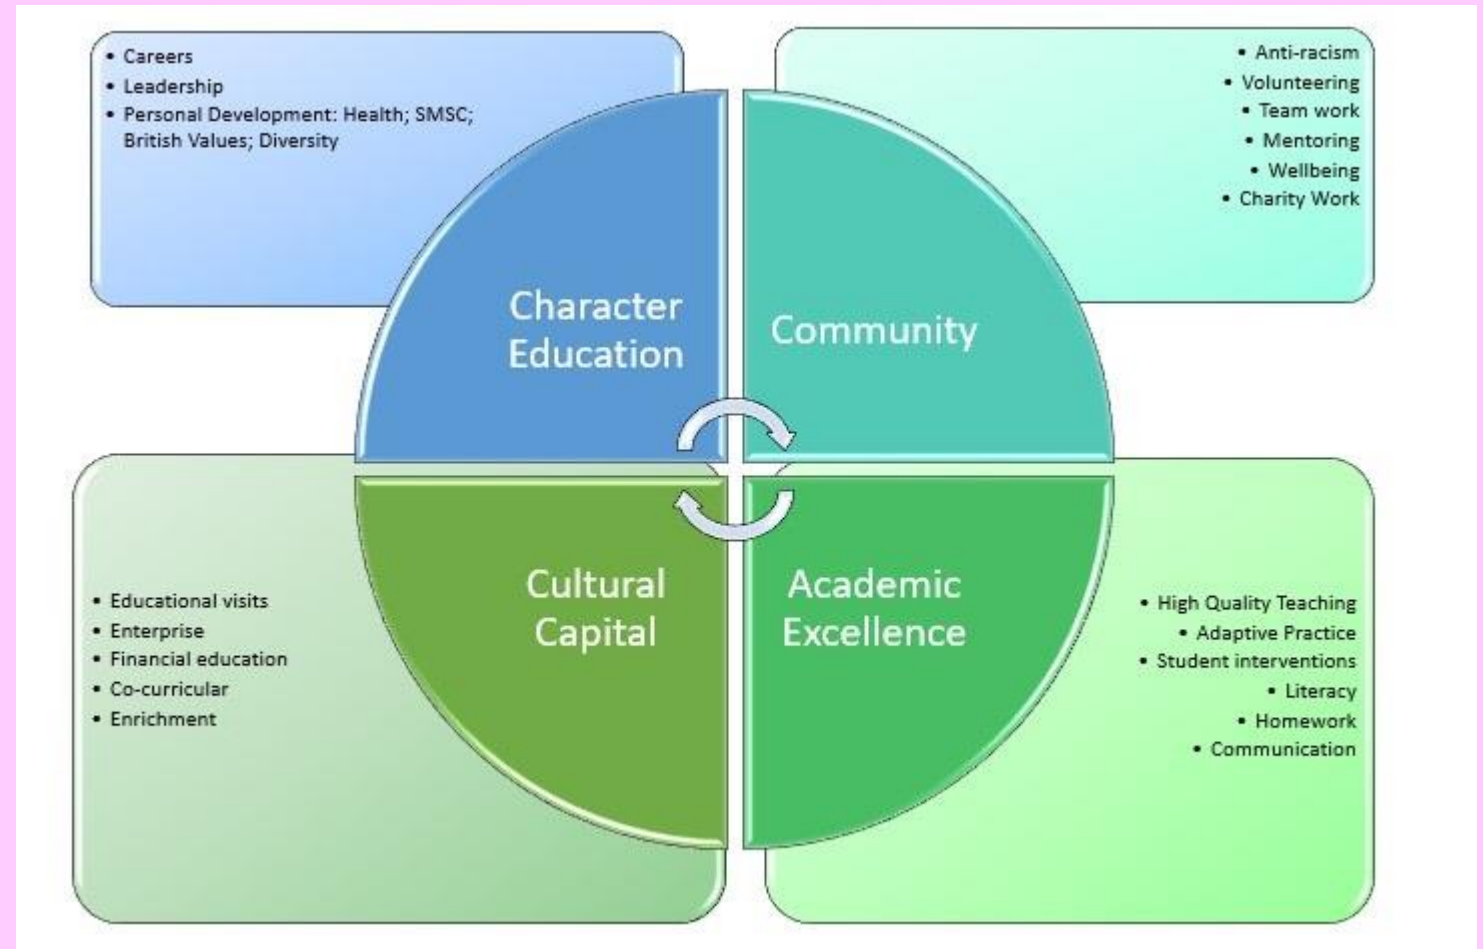 • Careers
• Leadership
• Personal Development: Health; SMSC;
British Values; Diversity
• Anti-racism
• Volunteering
• Team work
• Mentoring
• Wellbeing
• Charity Work
Character
Education
Community
Cultural
Capital
Academic
Excellence
• Educational visits
• Enterprise
• Financial education
• Co-curricular
• Enrichment
• High Quality Teaching
• Adaptive Practice
• Student interventions
• Literacy
• Homework
• Communication